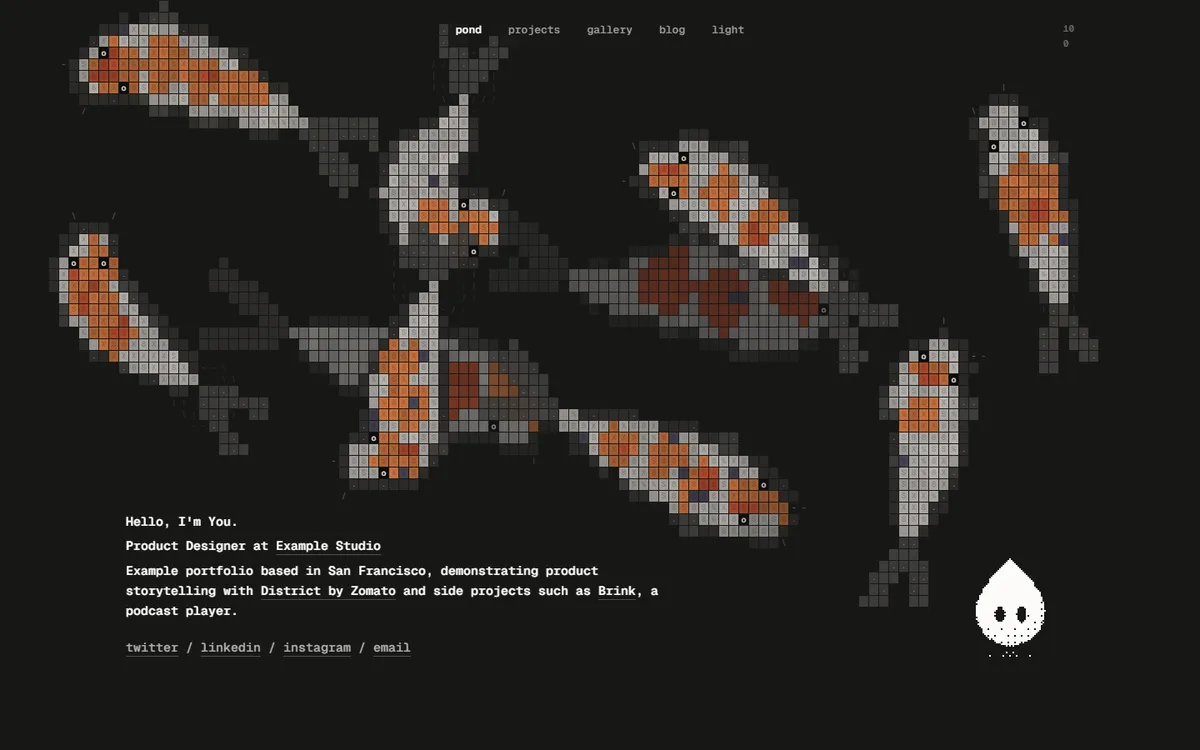 pond projects gallery blog light
10
0
Hello, I'm You.
Product Designer at Example Studio
Example portfolio based in San Francisco, demonstrating product
storytelling with District by Zomato and side projects such as Brink, a
podcast player.
twitter / linkedin / instagram / email